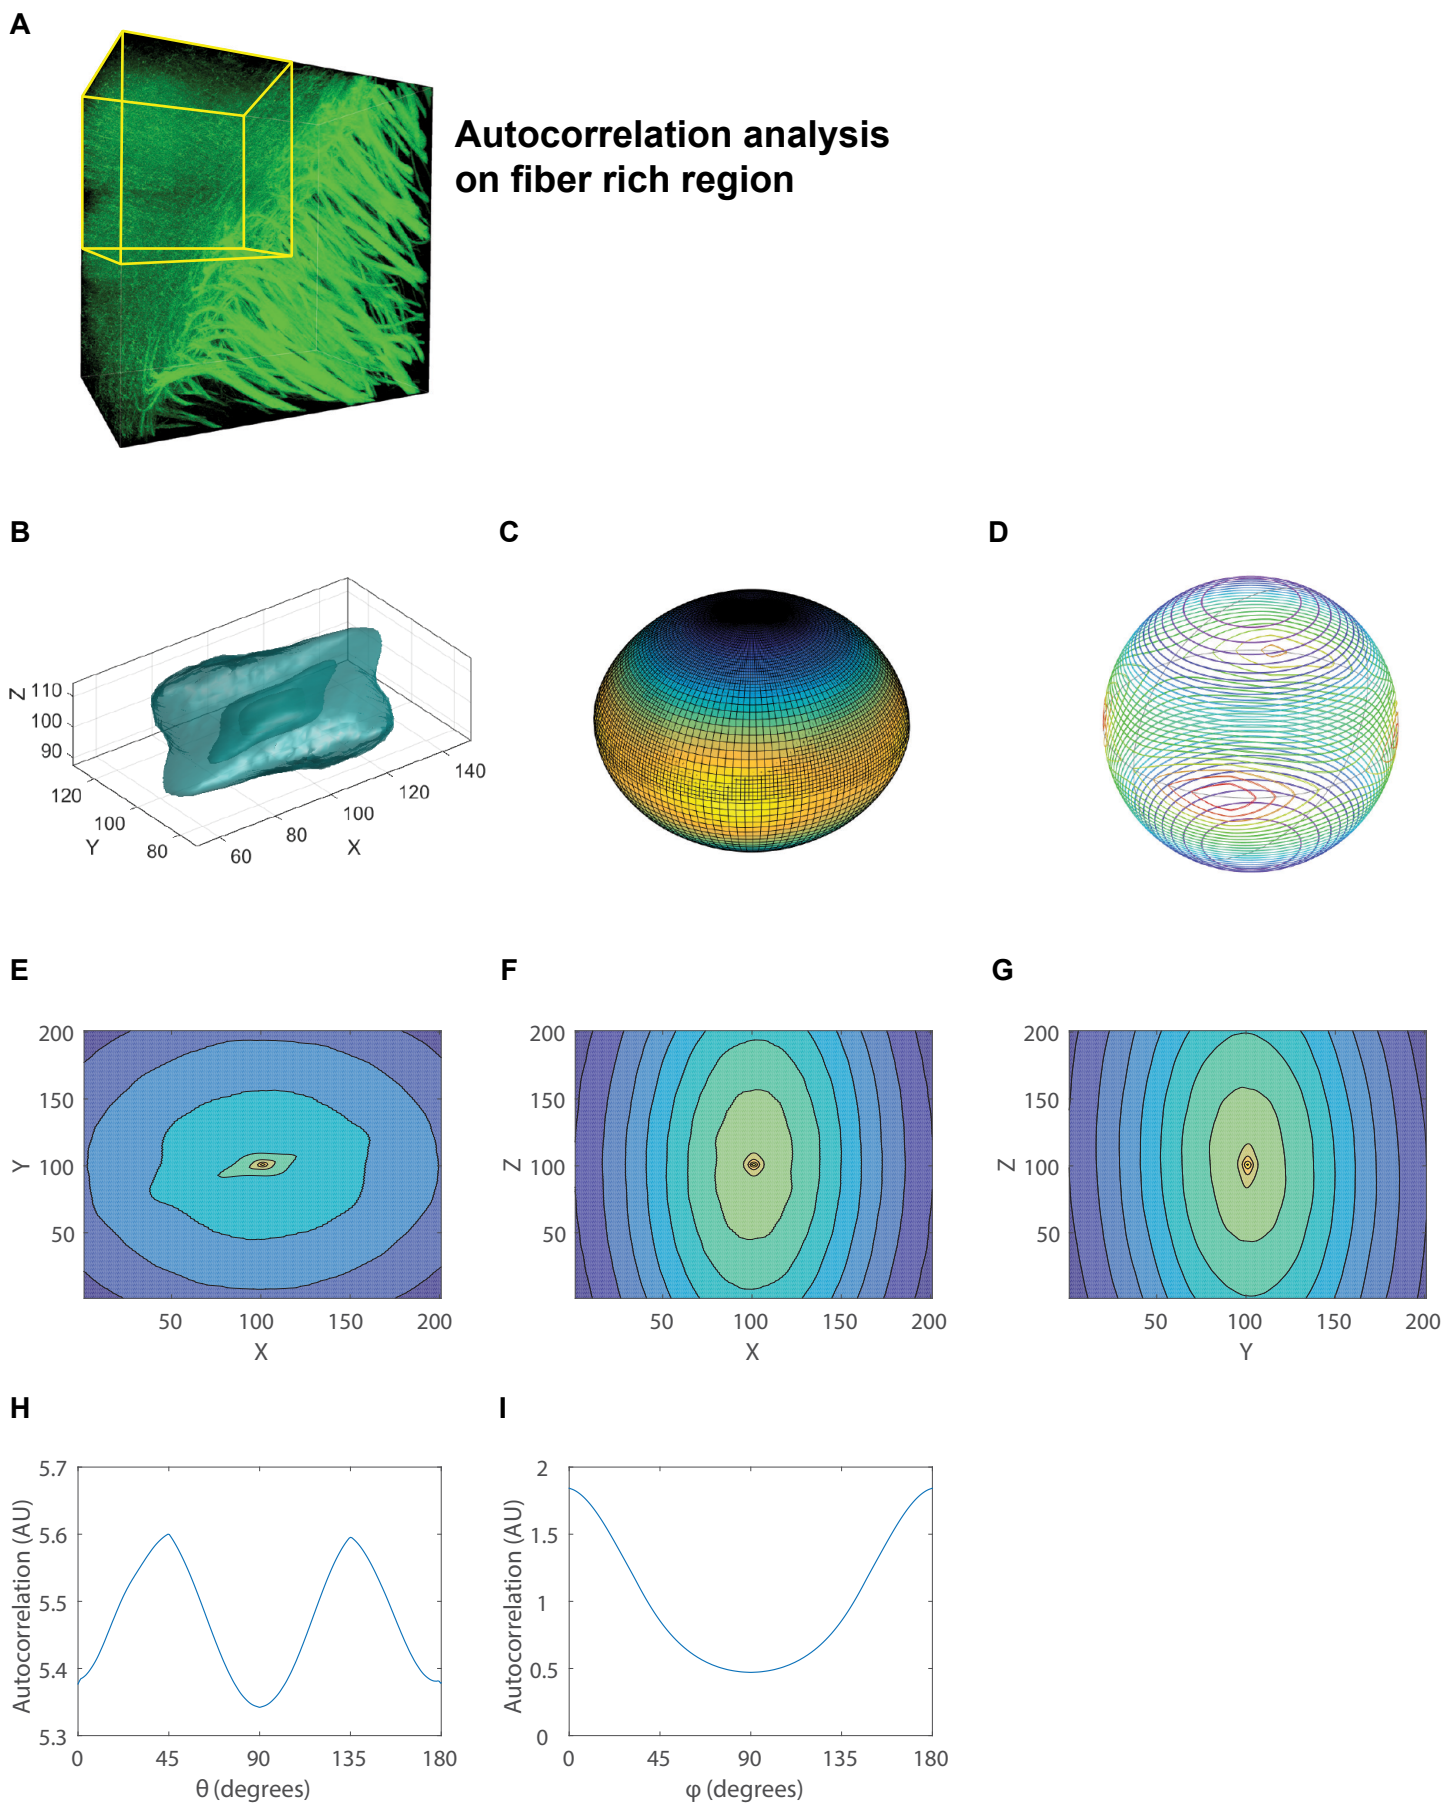 A
Autocorrelation analysis
on fiber rich region
B
C
D
Z
110
100
90
120
100
80
Y
60
80
100
120
140
X
E
F
G
Y
200
150
100
50
50
100
150
200
X
Z
200
150
100
50
50
100
150
200
X
Z
200
150
100
50
50
100
150
200
Y
H
I
Autocorrelation (AU)
5.7
5.6
5.5
5.4
5.3
0
45
90
135
180
θ (degrees)
Autocorrelation (AU)
2
1.5
1
0.5
0
0
45
90
135
180
φ (degrees)